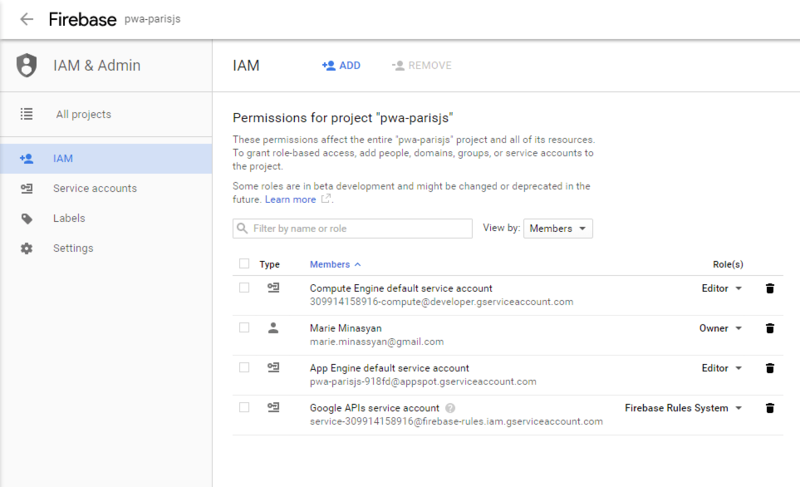 Firebase pwa-parisjs
IAM & Admin
IAM
ADD
REMOVE
All projects
IAM
Service accounts
Labels
Settings
Permissions for project "pwa-parisjs"
These permissions affect the entire "pwa-parisjs" project and all of its resources.
To grant role-based access, add people, domains, groups, or service accounts to
the project.
Some roles are in beta development and might be changed or deprecated in the
future. Learn more.
Filter by name or role
View by: Members
Type Members Role(s)
Compute Engine default service account Editor
309914158916-compute@developer.gserviceaccount.com
Marie Minasyan Owner
marie.minassyan@gmail.com
App Engine default service account Editor
pwa-parisjs-918fd@appspot.gserviceaccount.com
Google APIs service account ? Firebase Rules System
service-309914158916@firebase-rules.iam.gserviceaccount.com